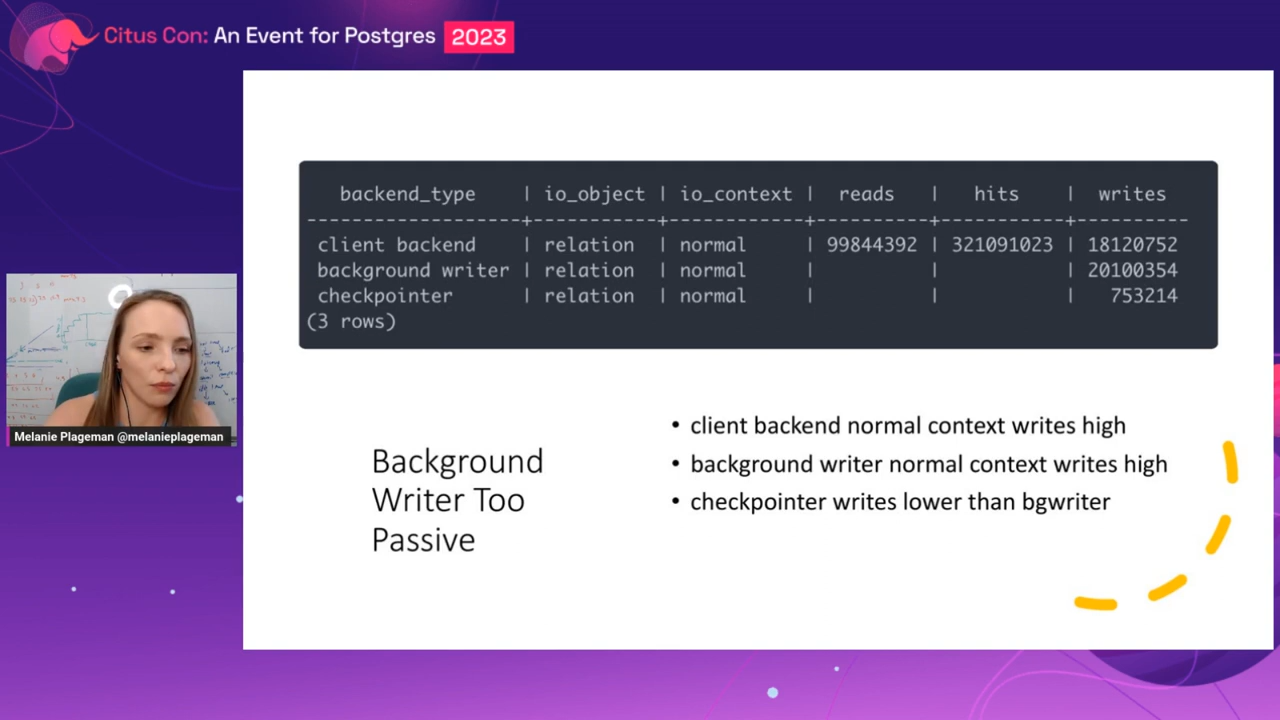 Citus Con: An Event for Postgres 2023
backend_type | io_object | io_context | reads | hits | writes
-------------------+-----------+------------+----------+-----------+----------
client backend | relation | normal | 99844392 | 321091023 | 18120752
background writer | relation | normal | | | 20100354
checkpointer | relation | normal | | | 753214
(3 rows)
Melanie Plageman @melanieplageman
Background
Writer Too
Passive
• client backend normal context writes high
• background writer normal context writes high
• checkpointer writes lower than bgwriter